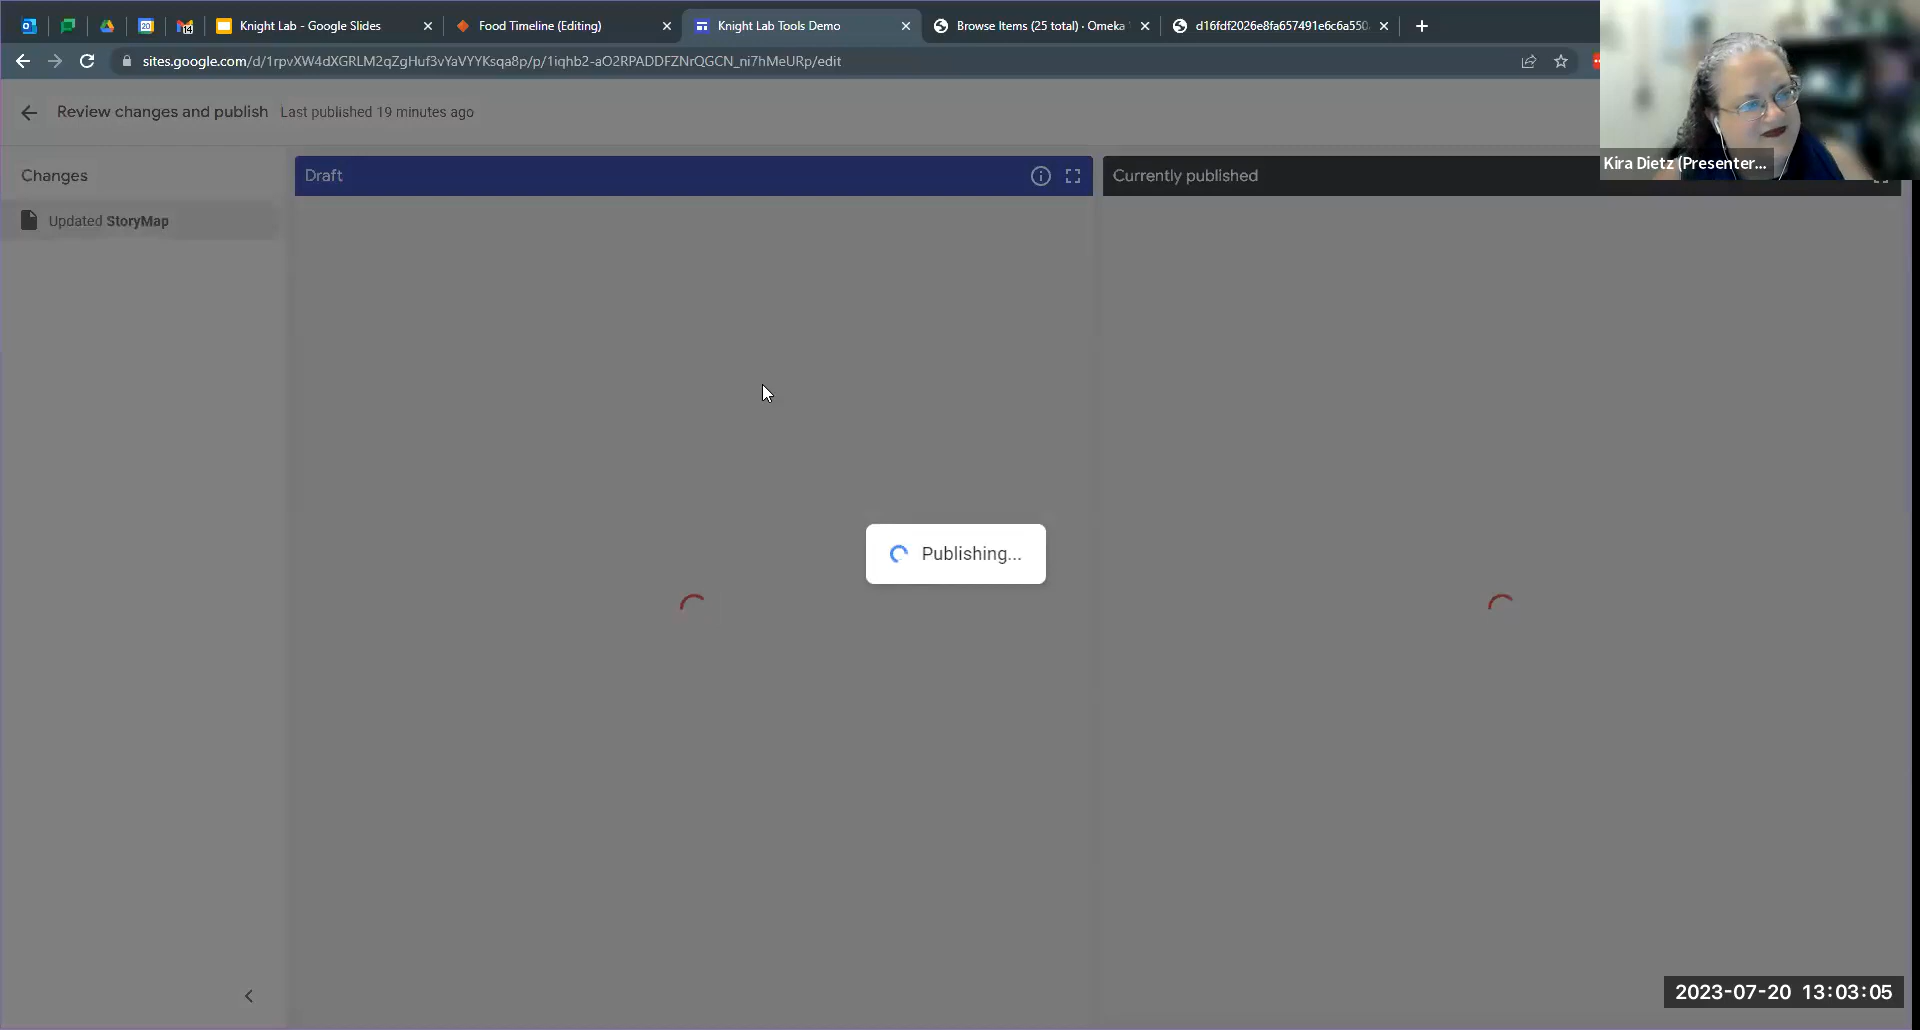 Knight Lab - Google Slides
Food Timeline (Editing)
Knight Lab Tools Demo
Browse Items (25 total) · Omeka
d16fdf2026e8fa657491e6c6a550
sites.google.com/d/1rpvXW4dXGRLM2qZgHuf3vYaVYYKsqa8p/p/1iqhb2-aO2RPADDFZNrQGCN_ni7hMeURp/edit
Kira Dietz (Presenter...
Review changes and publish Last published 19 minutes ago
Changes
Updated StoryMap
Draft
Currently published
Publishing...
2023-07-20 13:03:05